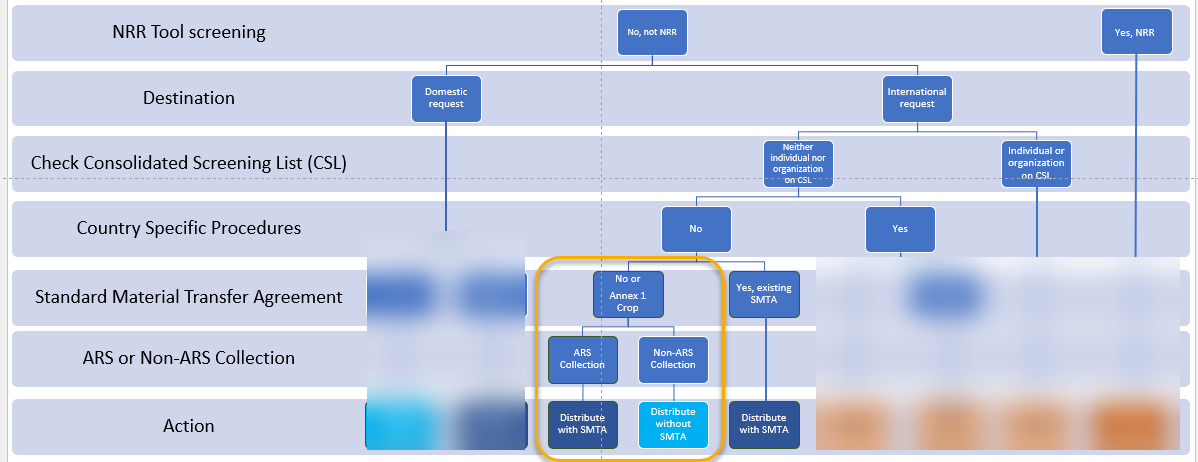 NRR Tool screening
No, not NRR
Yes, NRR
Destination
Domestic
request
International
request
Check Consolidated Screening List (CSL)
Neither
individual nor
organization
on CSL
Individual or
organization
on CSL
Country Specific Procedures
No
Yes
Standard Material Transfer Agreement
No or
Annex 1
Crop
Yes, existing
SMTA
ARS or Non-ARS Collection
ARS
Collection
Non-ARS
Collection
Action
Distribute
with SMTA
Distribute
without
SMTA
Distribute
with SMTA